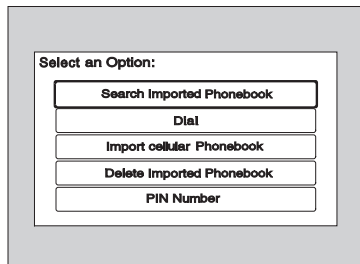 Select an Option:
Search Imported Phonebook
Dial
Import cellular Phonebook
Delete Imported Phonebook
PIN Number